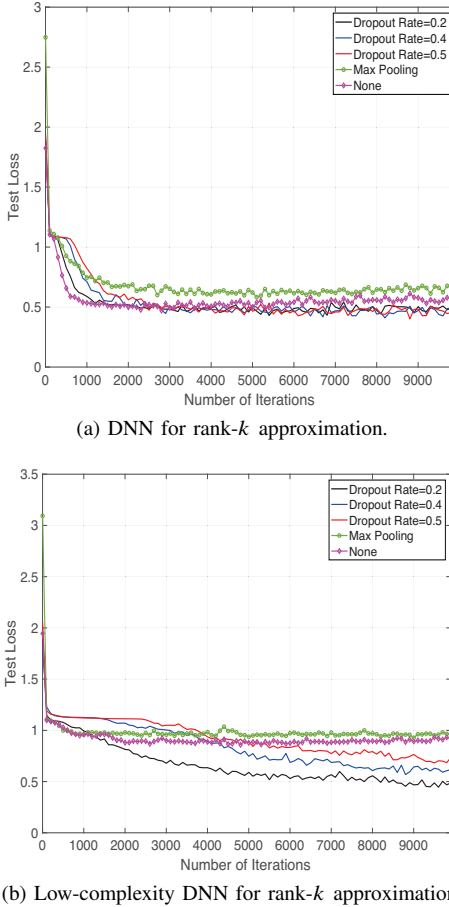 3
2.5
2
1.5
1
0.5
0
Test Loss
Dropout Rate=0.2
Dropout Rate=0.4
Dropout Rate=0.5
Max Pooling
None
0 1000 2000 3000 4000 5000 6000 7000 8000 9000
Number of Iterations
(a) DNN for rank-k approximation.
3.5
3
2.5
2
1.5
1
0.5
0
Test Loss
Dropout Rate=0.2
Dropout Rate=0.4
Dropout Rate=0.5
Max Pooling
None
0 1000 2000 3000 4000 5000 6000 7000 8000 9000
Number of Iterations
(b) Low-complexity DNN for rank-k approximation